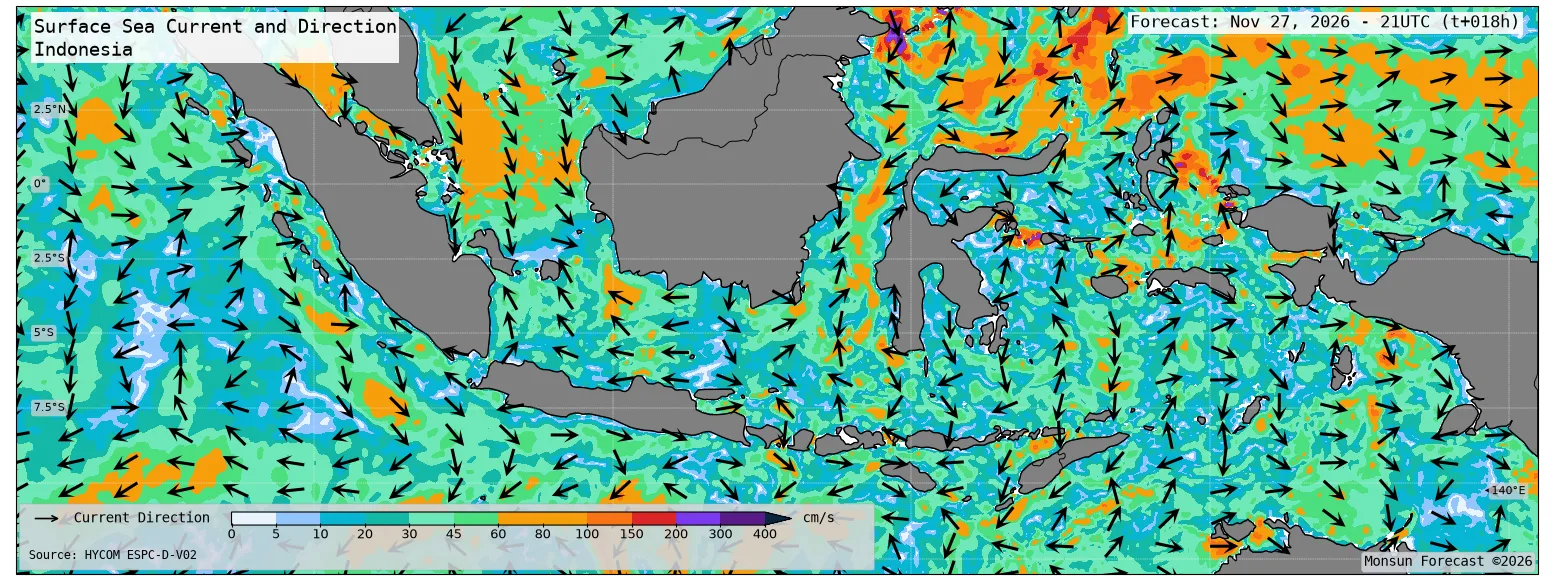 Surface Sea Current and Direction
Indonesia
Forecast: Nov 27, 2026 - 21UTC (t+018h)
2.5°N
0°
2.5°S
5°S
7.5°S
140°E
Current Direction
0 5 10 20 30 45 60 80 100 150 200 300 400
cm/s
Source: HYCOM ESPC-D-V02
Monsun Forecast ©2026